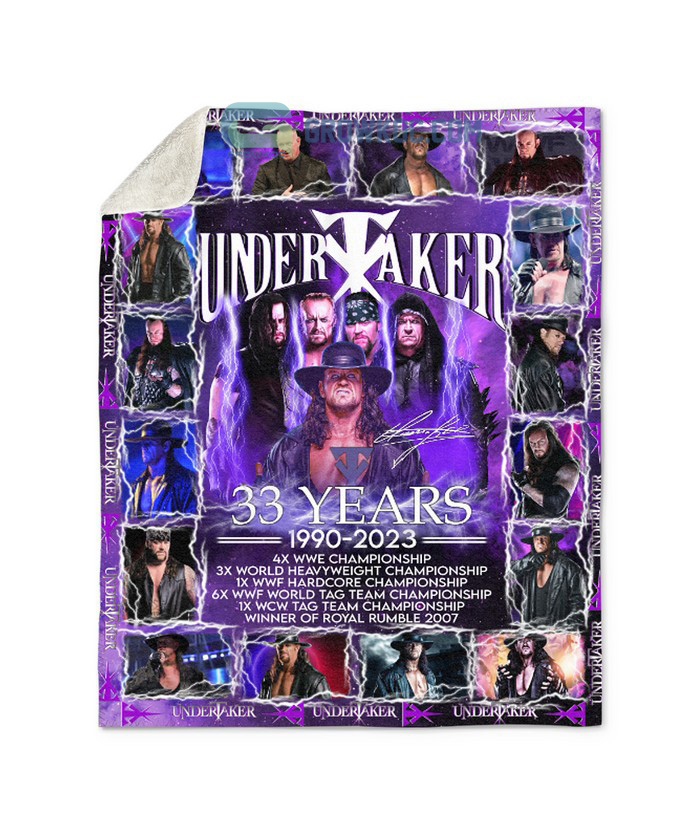 UNDERTAKER
UNDERTAKER
UNDERTAKER
33 YEARS
1990-2023
4X WWE CHAMPIONSHIP
3X WORLD HEAVYWEIGHT CHAMPIONSHIP
1X WWF HARDCORE CHAMPIONSHIP
6X WWF WORLD TAG TEAM CHAMPIONSHIP
1X WCW TAG TEAM CHAMPIONSHIP
WINNER OF ROYAL RUMBLE 2007
UNDERTAKER
UNDERTAKER
UNDERTAKER
UNDERTAKER
UNDERTAKER
UNDERTAKER
UNDERTAKER
UNDERTAKER
UNDERTAKER
UNDERTAKER